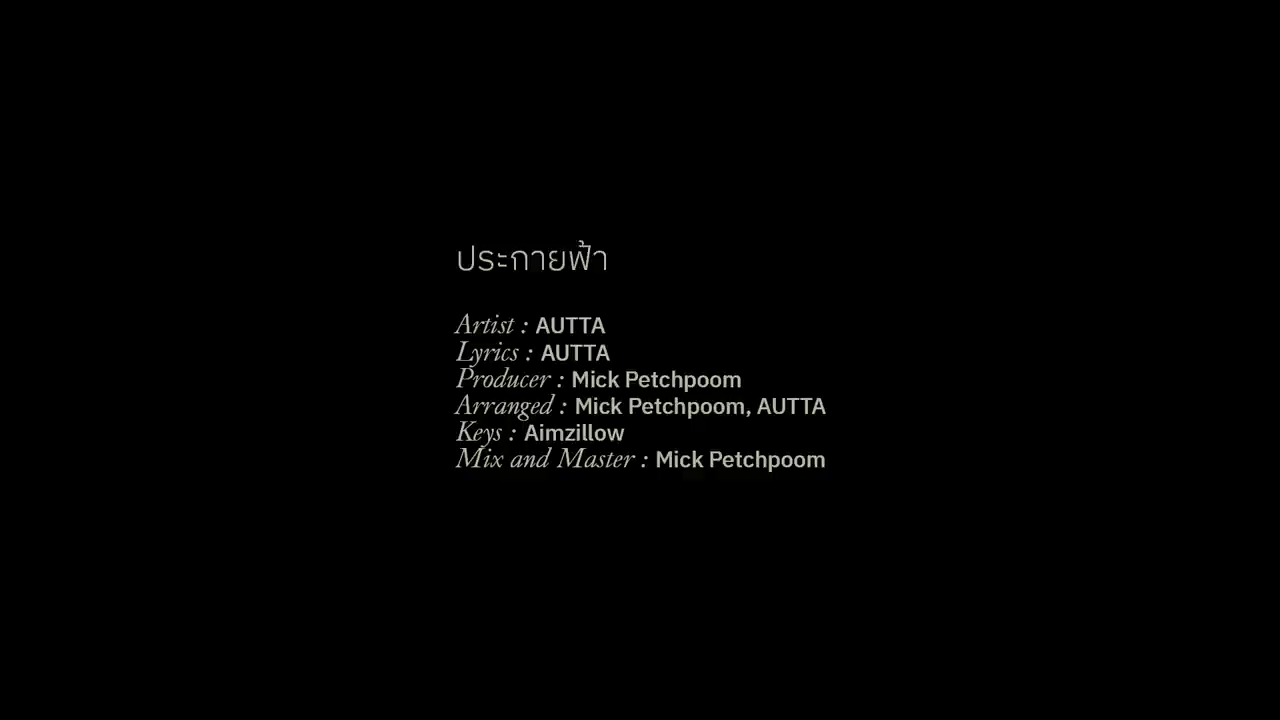 ประกายฟ้า
Artist : AUTTA
Lyrics : AUTTA
Producer : Mick Petchpoom
Arranged : Mick Petchpoom, AUTTA
Keys : Aimzillow
Mix and Master : Mick Petchpoom